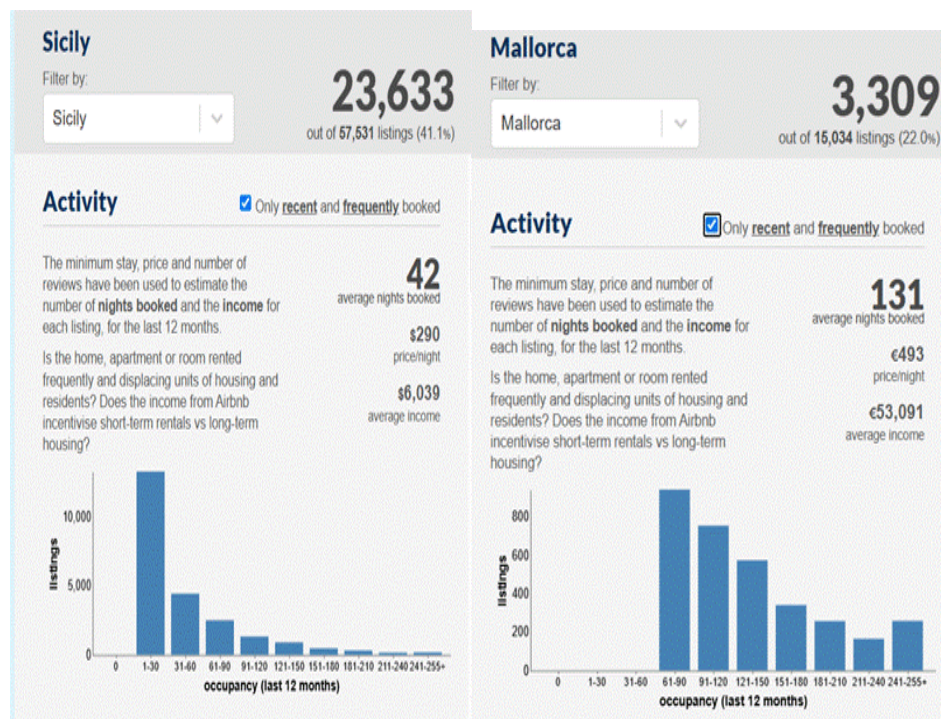 Sicily
Filter by:
Sicily
23,633
out of 57,531 listings (41.1%)
Activity
Only recent and frequently booked
The minimum stay, price and number of
reviews have been used to estimate the
number of nights booked and the income for
each listing, for the last 12 months.
Is the home, apartment or room rented
frequently and displacing units of housing and
residents? Does the income from Airbnb
incentivise short-term rentals vs long-term
housing?
42
average nights booked
$290
price/night
$6,039
average income
10,000
5,000
0
listings
0 1-30 31-60 61-90 91-120 121-150 151-180 181-210 211-240 241-255+
occupancy (last 12 months)
Mallorca
Filter by:
Mallorca
3,309
out of 15,034 listings (22.0%)
Activity
Only recent and frequently booked
The minimum stay, price and number of
reviews have been used to estimate the
number of nights booked and the income for
each listing, for the last 12 months.
Is the home, apartment or room rented
frequently and displacing units of housing and
residents? Does the income from Airbnb
incentivise short-term rentals vs long-term
housing?
131
average nights booked
€493
price/night
€53,091
average income
800
600
400
200
0
listings
0 1-30 31-60 61-90 91-120 121-150 151-180 181-210 211-240 241-255+
occupancy (last 12 months)